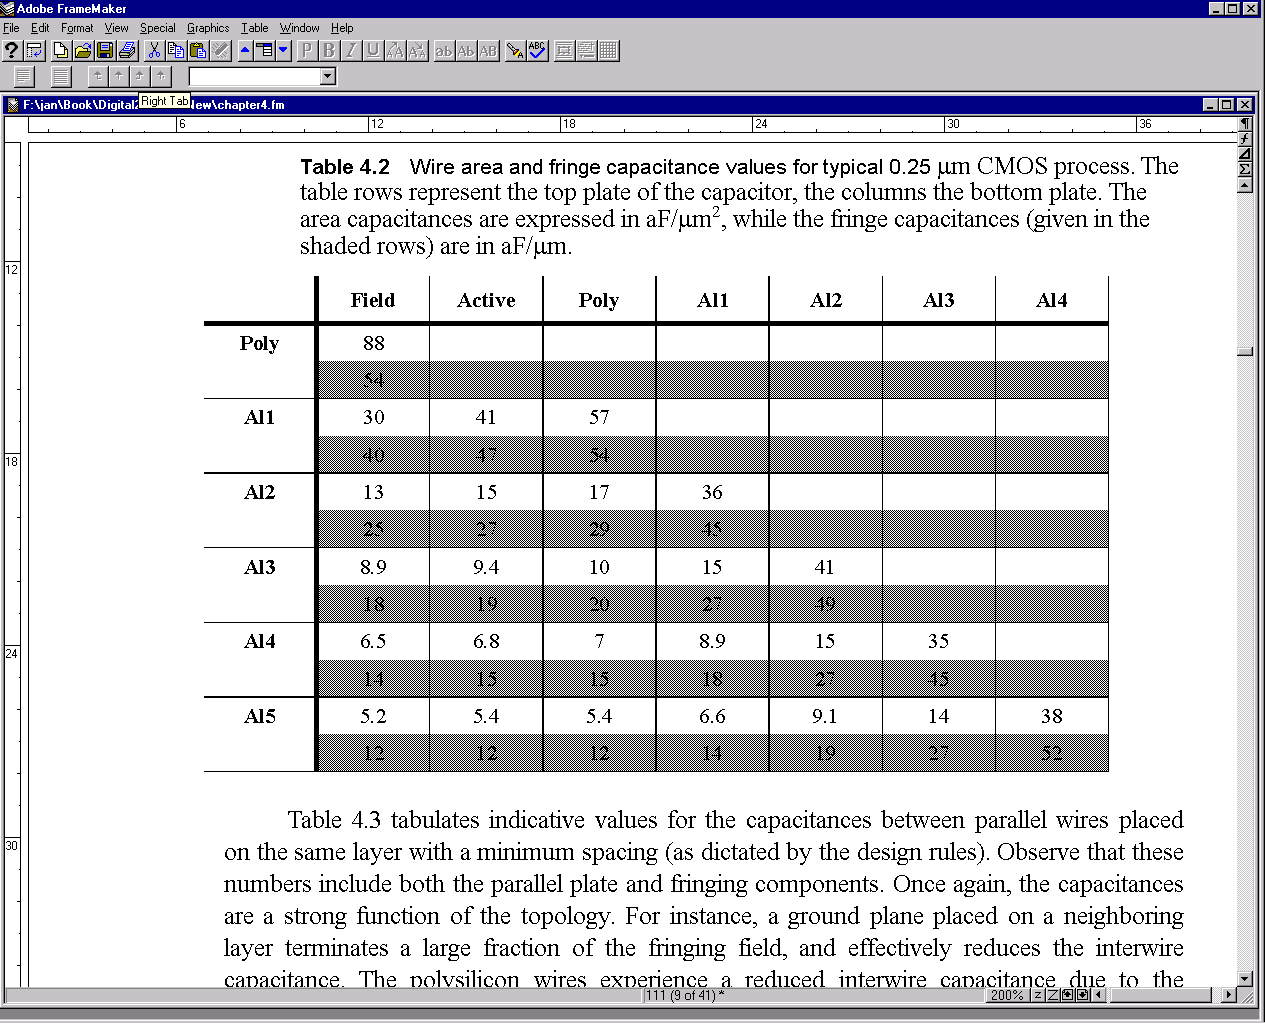 Adobe FrameMaker
File Edit Format View Special Graphics Table Window Help
Right Tab
F:\jan\Book\Digital2 lew\chapter4.fm
6 12 18 24 30 36
Table 4.2 Wire area and fringe capacitance values for typical 0.25 μm CMOS process. The
table rows represent the top plate of the capacitor, the columns the bottom plate. The
area capacitances are expressed in aF/μm², while the fringe capacitances (given in the
shaded rows) are in aF/μm.
12
Field Active Poly Al1 Al2 Al3 Al4
Poly 88
54
Al1 30 41 57
40 47 54
18
Al2 13 15 17 36
25 27 29 45
Al3 8.9 9.4 10 15 41
18 19 20 27 49
Al4 6.5 6.8 7 8.9 15 35
24
14 15 15 18 27 45
Al5 5.2 5.4 5.4 6.6 9.1 14 38
12 12 12 14 19 27 52
Table 4.3 tabulates indicative values for the capacitances between parallel wires placed
30
on the same layer with a minimum spacing (as dictated by the design rules). Observe that these
numbers include both the parallel plate and fringing components. Once again, the capacitances
are a strong function of the topology. For instance, a ground plane placed on a neighboring
layer terminates a large fraction of the fringing field, and effectively reduces the interwire
capacitance. The polysilicon wires experience a reduced interwire capacitance due to the
111 (9 of 41) * 200% z Z